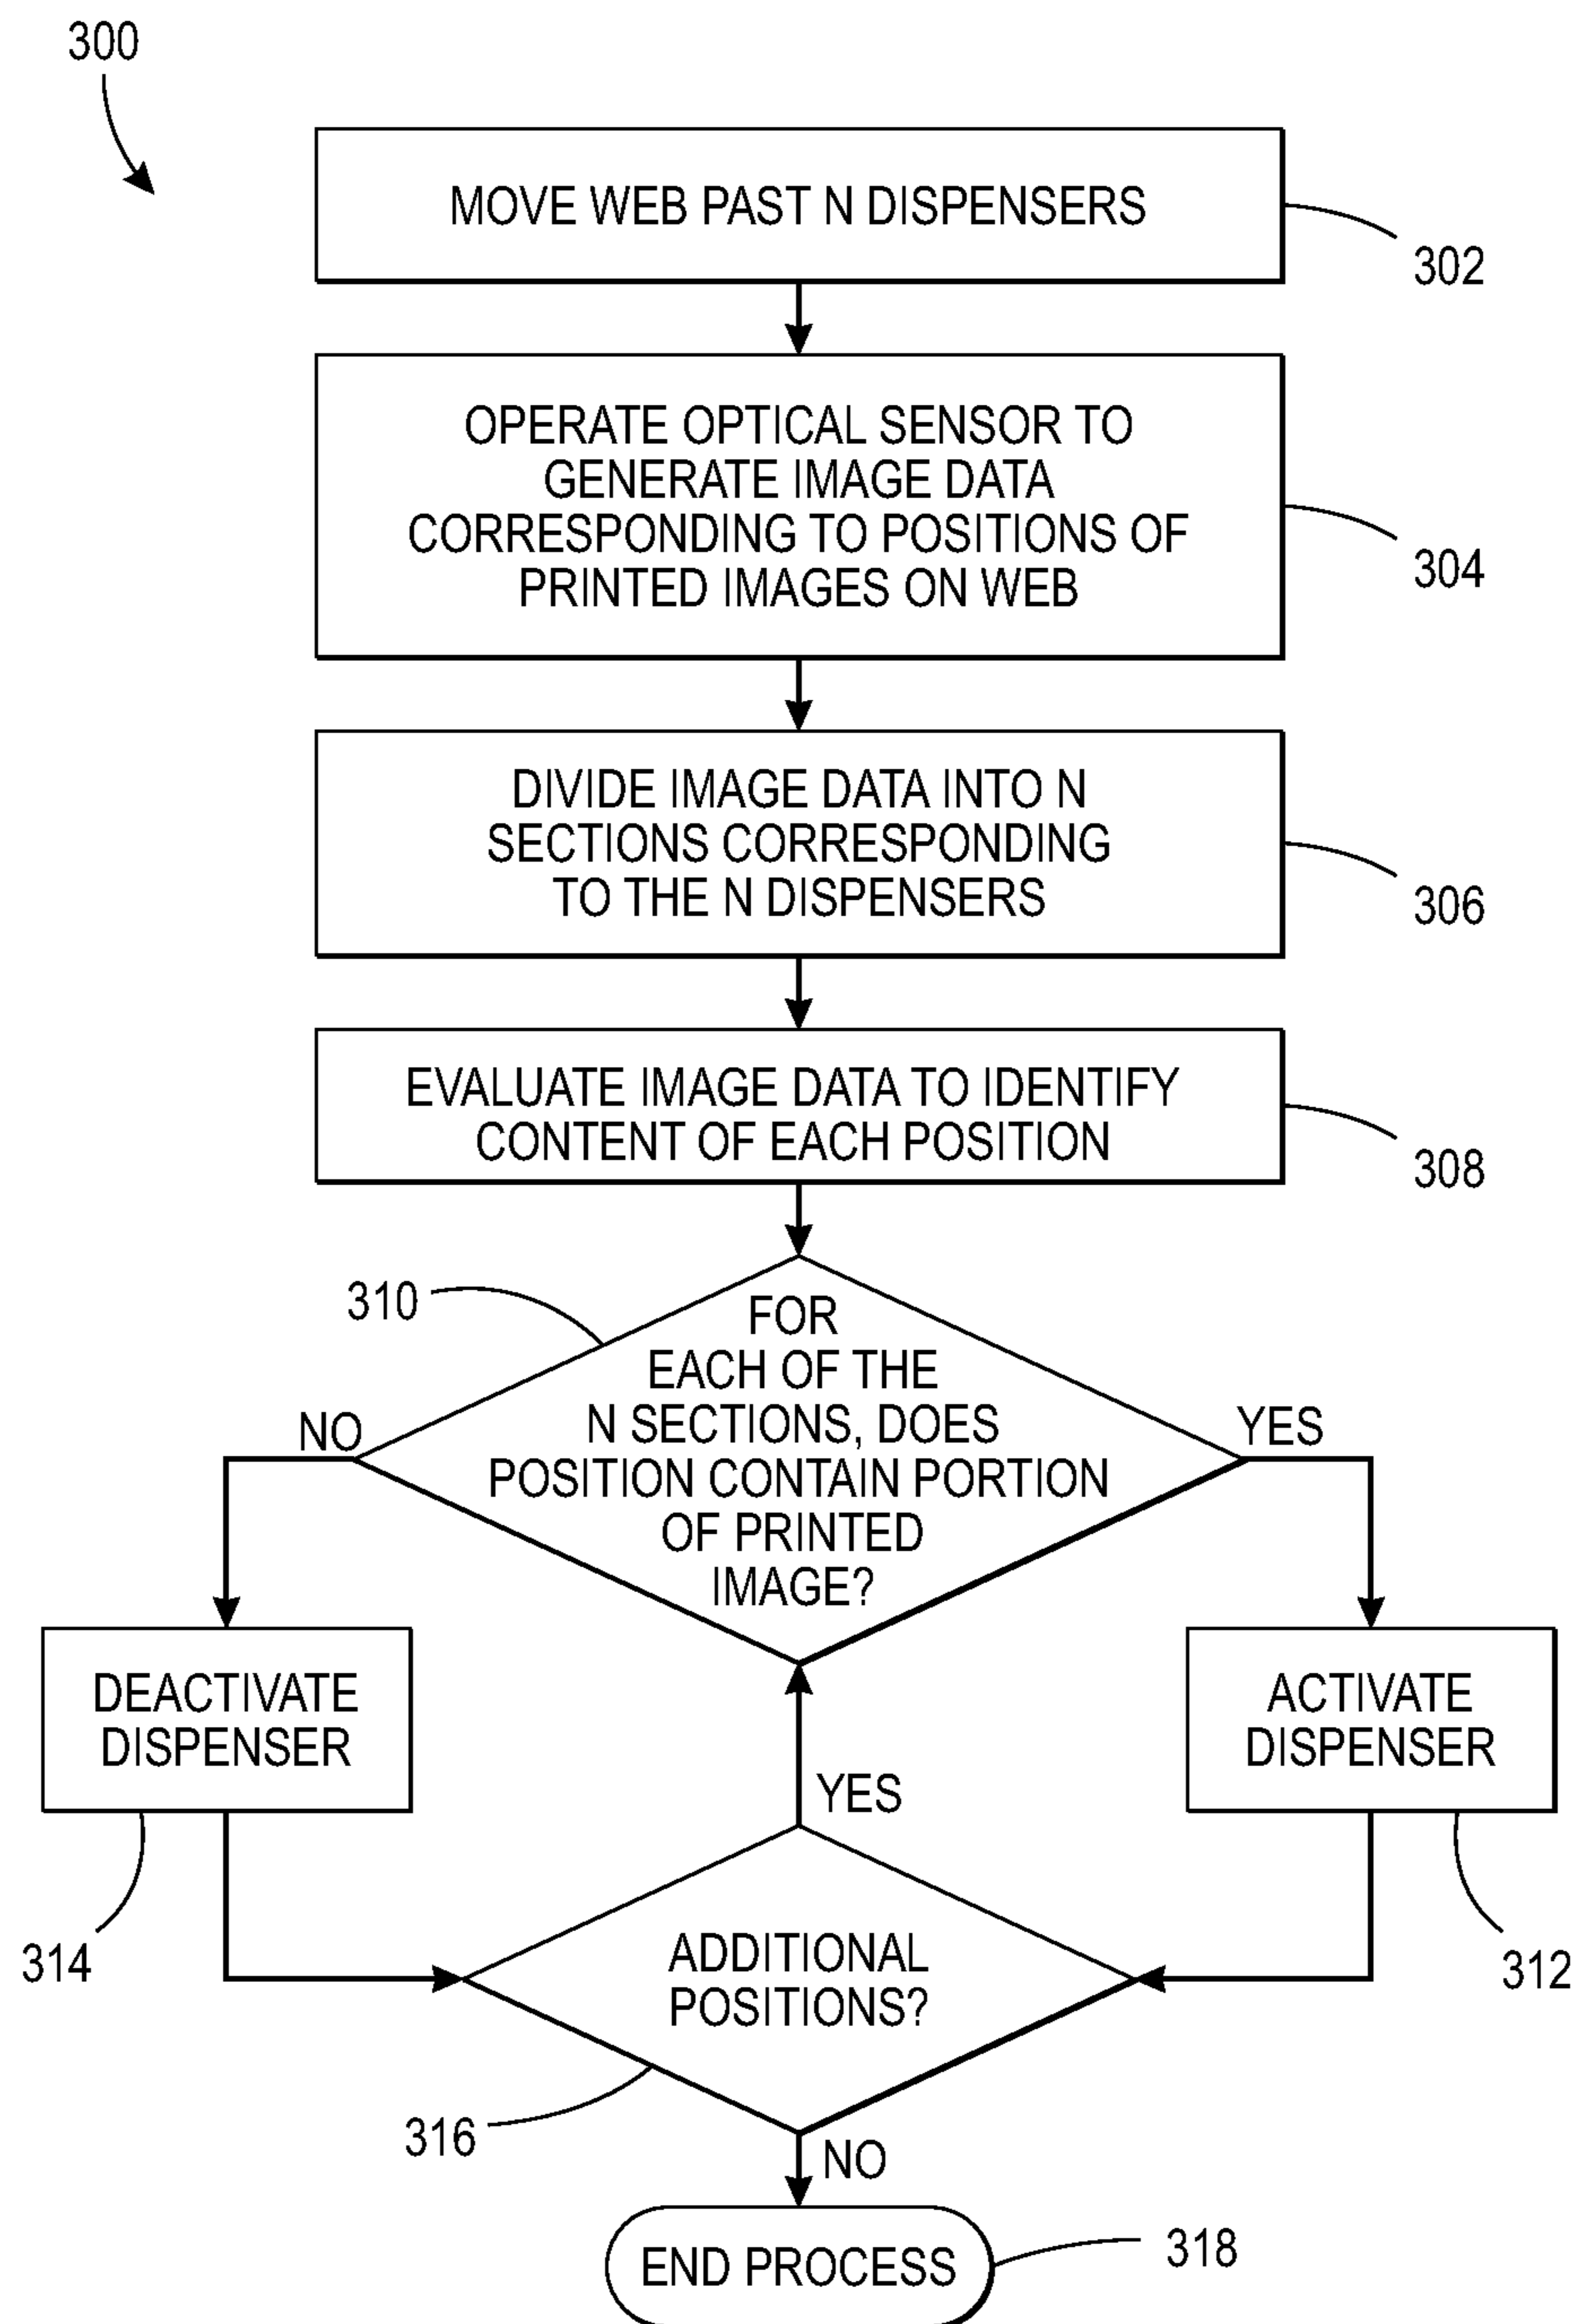 300
MOVE WEB PAST N DISPENSERS
302
OPERATE OPTICAL SENSOR TO
GENERATE IMAGE DATA
CORRESPONDING TO POSITIONS OF
PRINTED IMAGES ON WEB
304
DIVIDE IMAGE DATA INTO N
SECTIONS CORRESPONDING
TO THE N DISPENSERS
306
EVALUATE IMAGE DATA TO IDENTIFY
CONTENT OF EACH POSITION
308
310
FOR
EACH OF THE
N SECTIONS, DOES
POSITION CONTAIN PORTION
OF PRINTED
IMAGE?
NO
YES
DEACTIVATE
DISPENSER
314
ACTIVATE
DISPENSER
312
YES
ADDITIONAL
POSITIONS?
316
NO
END PROCESS
318